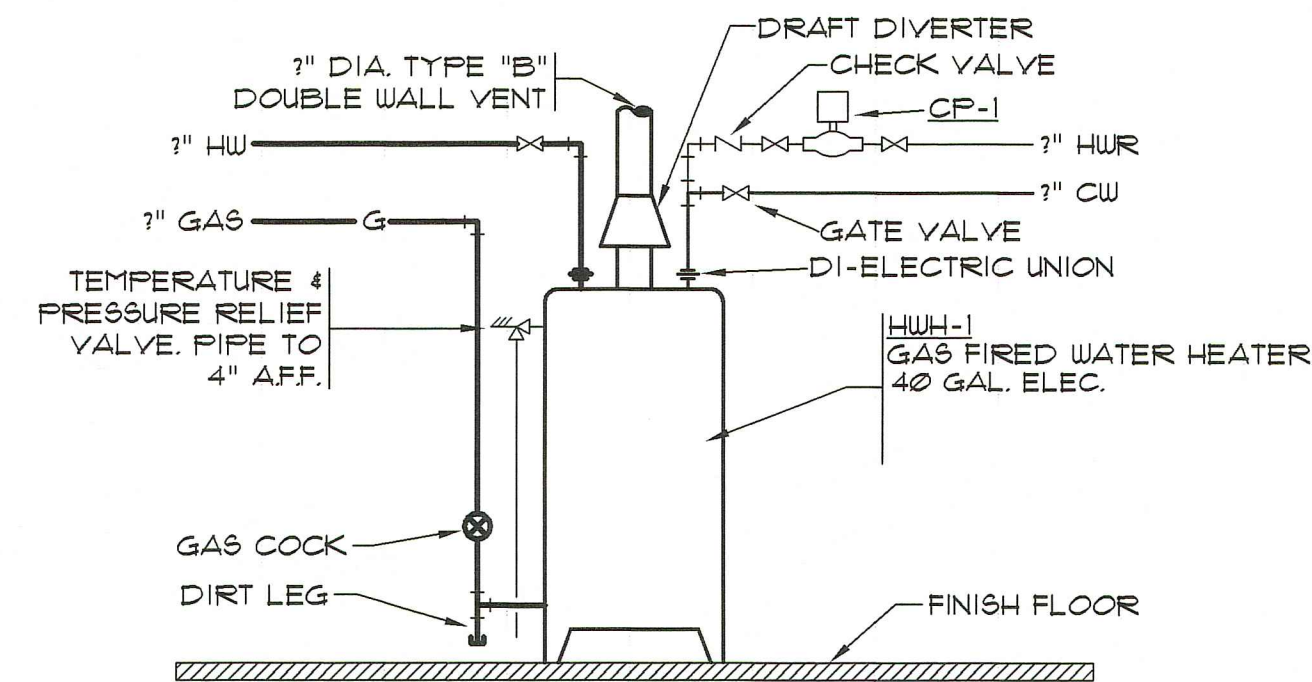 DRAFT DIVERTER
?" DIA. TYPE "B"
DOUBLE WALL VENT
CHECK VALVE
CP-1
?" HW
?" HWR
?" CW
?" GAS
G
GATE VALVE
DI-ELECTRIC UNION
TEMPERATURE &
PRESSURE RELIEF
VALVE. PIPE TO
4" A.F.F.
HWH-1
GAS FIRED WATER HEATER
40 GAL. ELEC.
GAS COCK
DIRT LEG
FINISH FLOOR